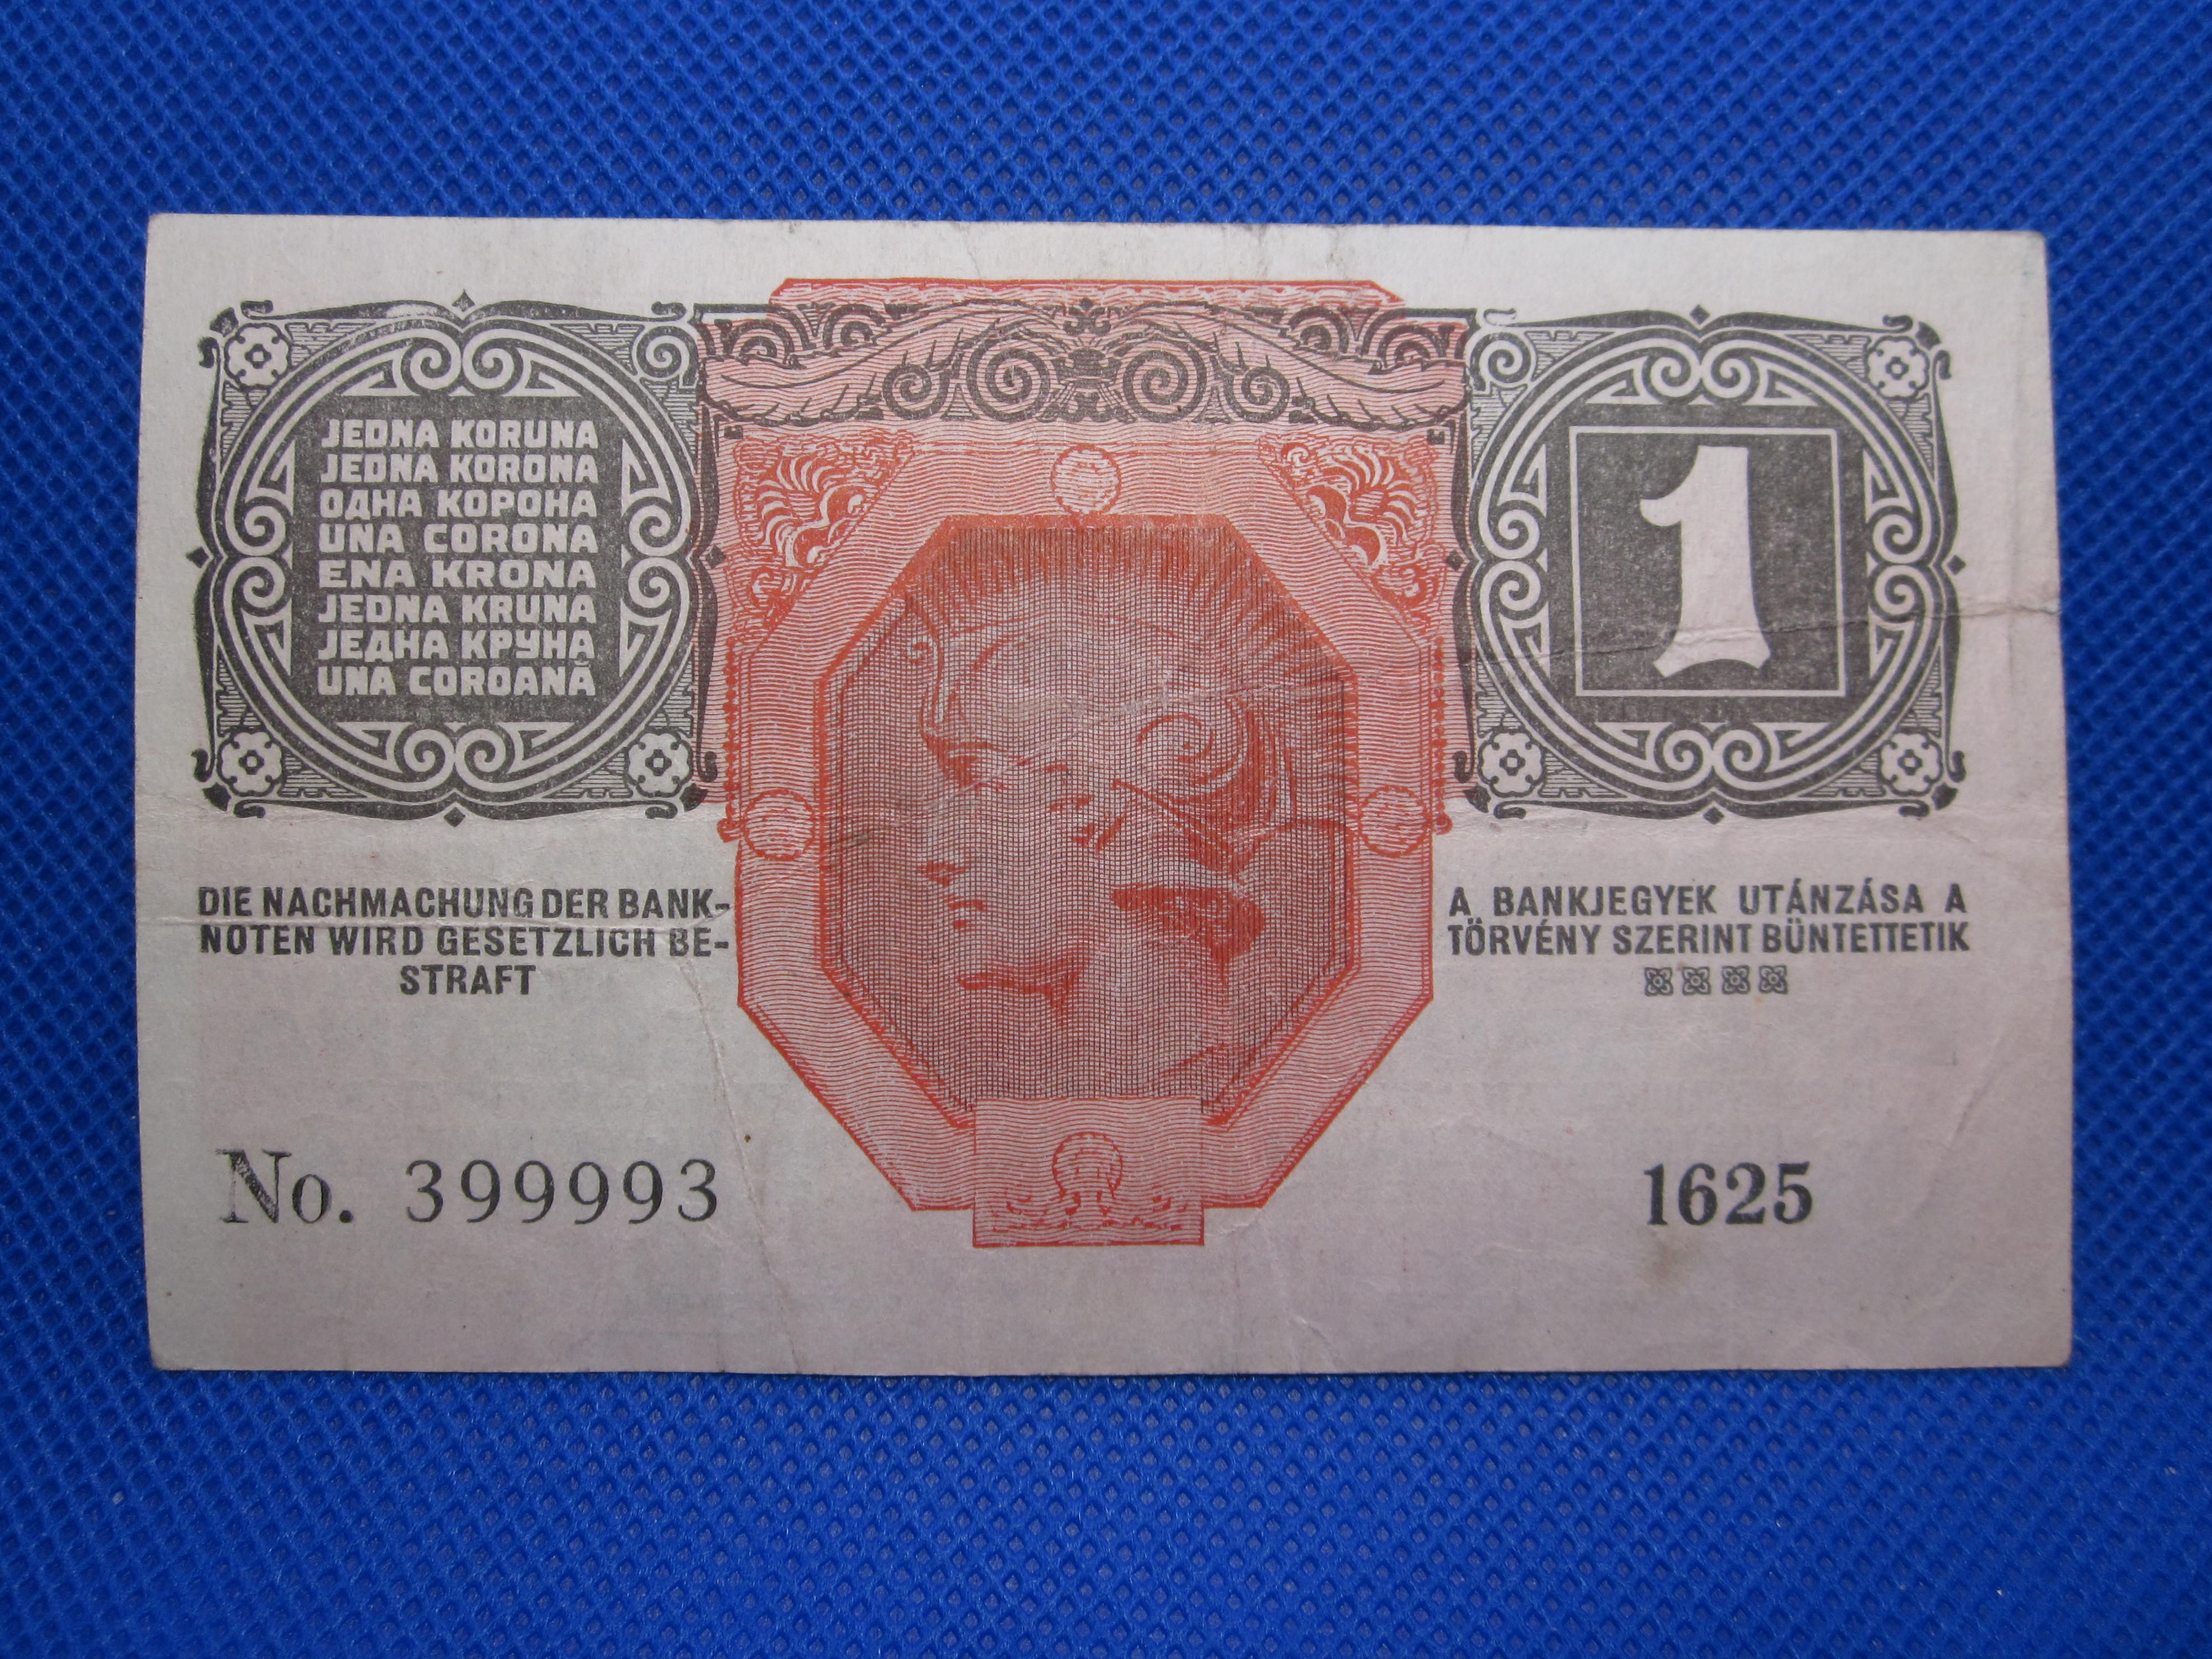 JEDNA KORUNA
JEDNA KORONA
ОДНА КОРОНА
UNA CORONA
ENA KRONA
JEDNA KRUNA
ЈЕДНА КРУНА
UNA COROANĂ
1
DIE NACHMACHUNG DER BANK-
NOTEN WIRD GESETZLICH BE-
STRAFT
A BANKJEGYEK UTÁNZÁSA A
TÖRVÉNY SZERINT BÜNTETTETIK
No. 399993
1625